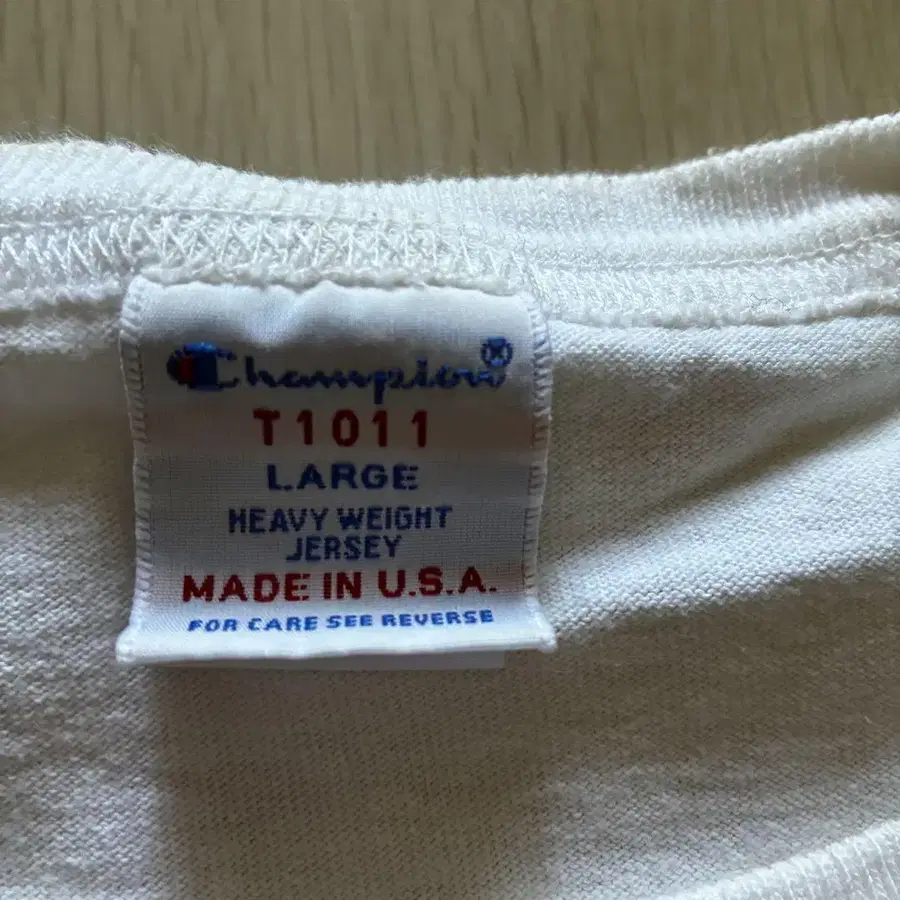 Champion®
T1011
LARGE
HEAVY WEIGHT
JERSEY
MADE IN U.S.A.
FOR CARE SEE REVERSE